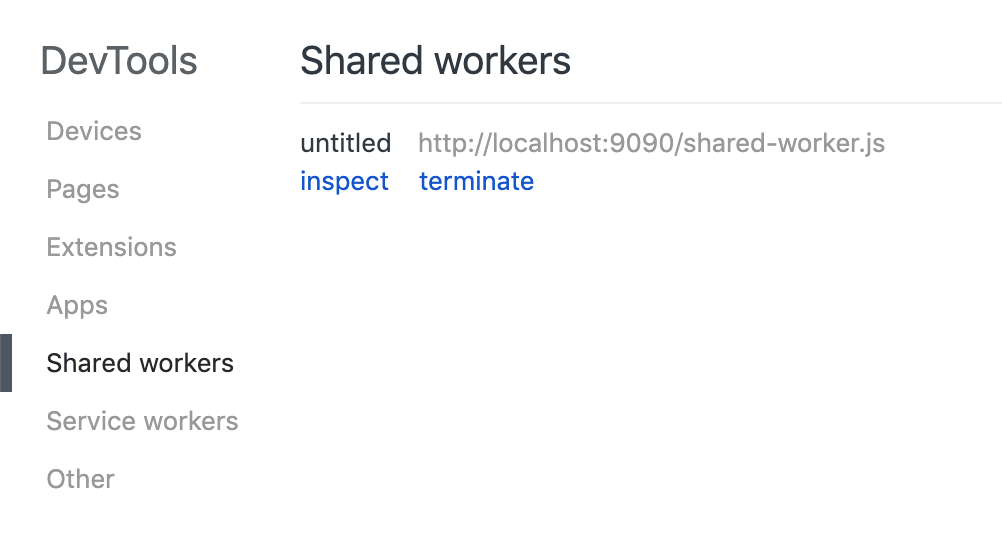 DevTools
Devices
Pages
Extensions
Apps
Shared workers
Service workers
Other
Shared workers
untitled http://localhost:9090/shared-worker.js
inspect terminate